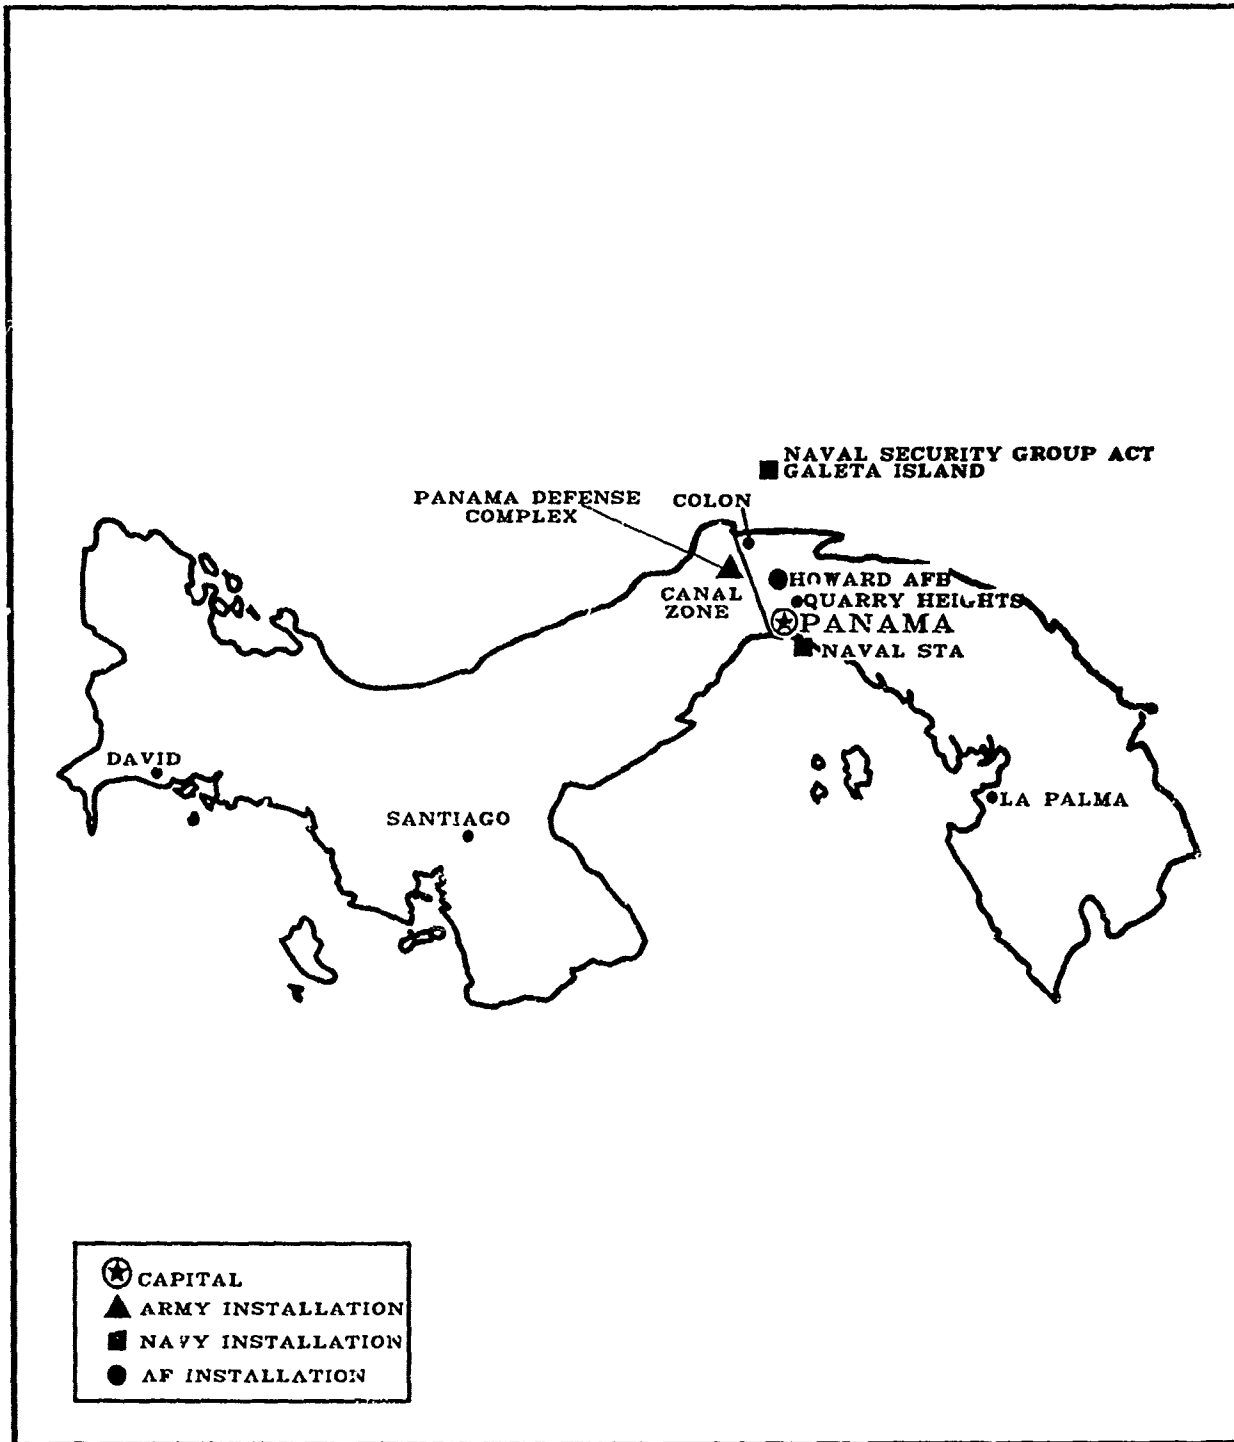 NAVAL SECURITY GROUP ACT
GALETA ISLAND
PANAMA DEFENSE
COMPLEX
COLON
HOWARD AFB
CANAL
ZONE
QUARRY HEIGHTS
PANAMA
NAVAL STA
DAVID
SANTIAGO
LA PALMA
CAPITAL
ARMY INSTALLATION
NAVY INSTALLATION
AF INSTALLATION